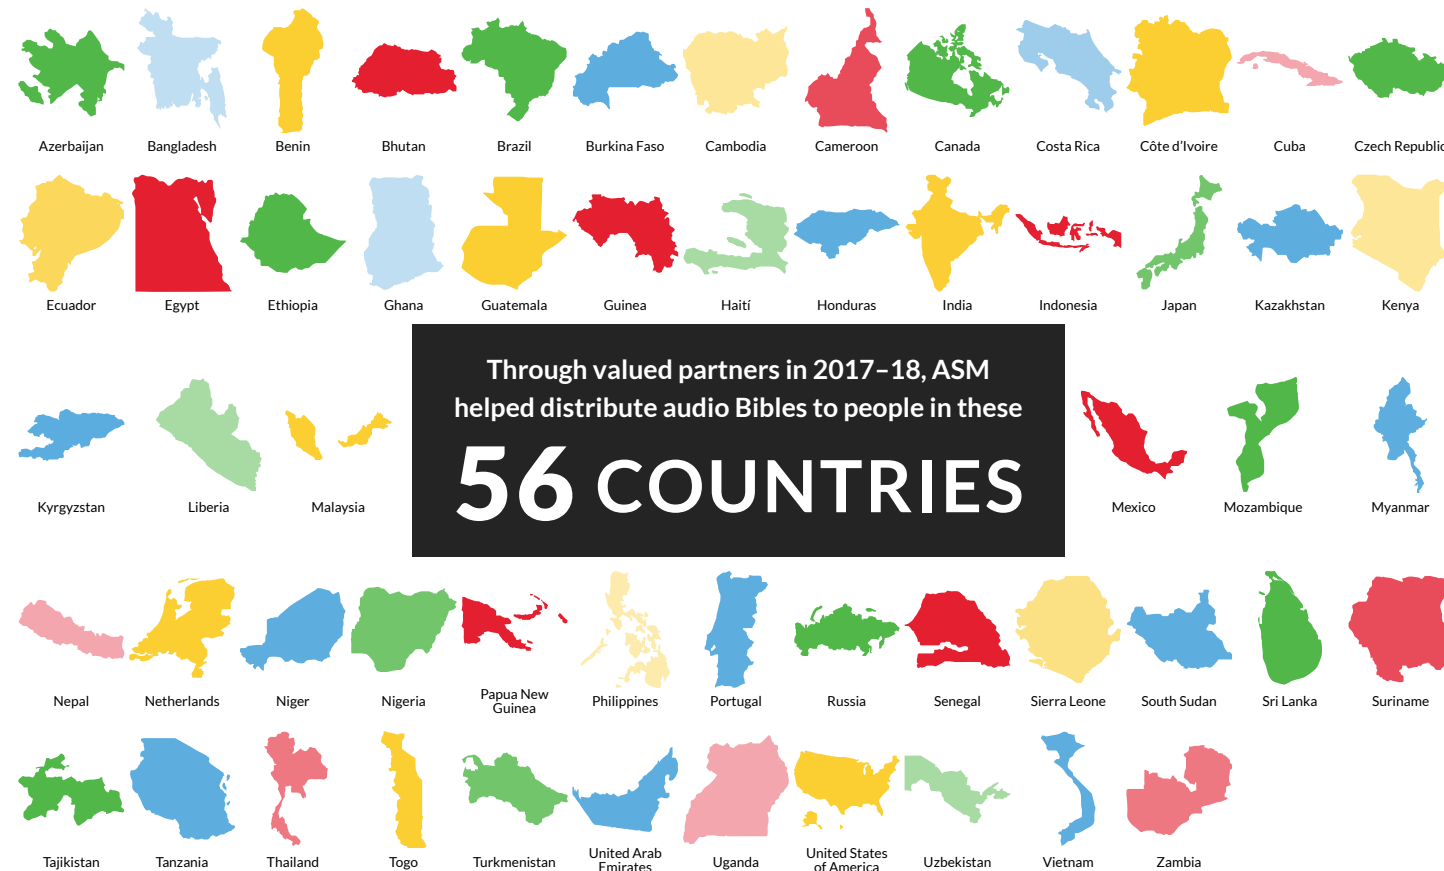 Azerbaijan
Bangladesh
Benin
Bhutan
Brazil
Burkina Faso
Cambodia
Cameroon
Canada
Costa Rica
Côte d'Ivoire
Cuba
Czech Republic
Ecuador
Egypt
Ethiopia
Ghana
Guatemala
Guinea
Haití
Honduras
India
Indonesia
Japan
Kazakhstan
Kenya
Through valued partners in 2017–18, ASM
helped distribute audio Bibles to people in these
56 COUNTRIES
Kyrgyzstan
Liberia
Malaysia
Mexico
Mozambique
Myanmar
Nepal
Netherlands
Niger
Nigeria
Papua New
Guinea
Philippines
Portugal
Russia
Senegal
Sierra Leone
South Sudan
Sri Lanka
Suriname
Tajikistan
Tanzania
Thailand
Togo
Turkmenistan
United Arab
Emirates
Uganda
United States
of America
Uzbekistan
Vietnam
Zambia